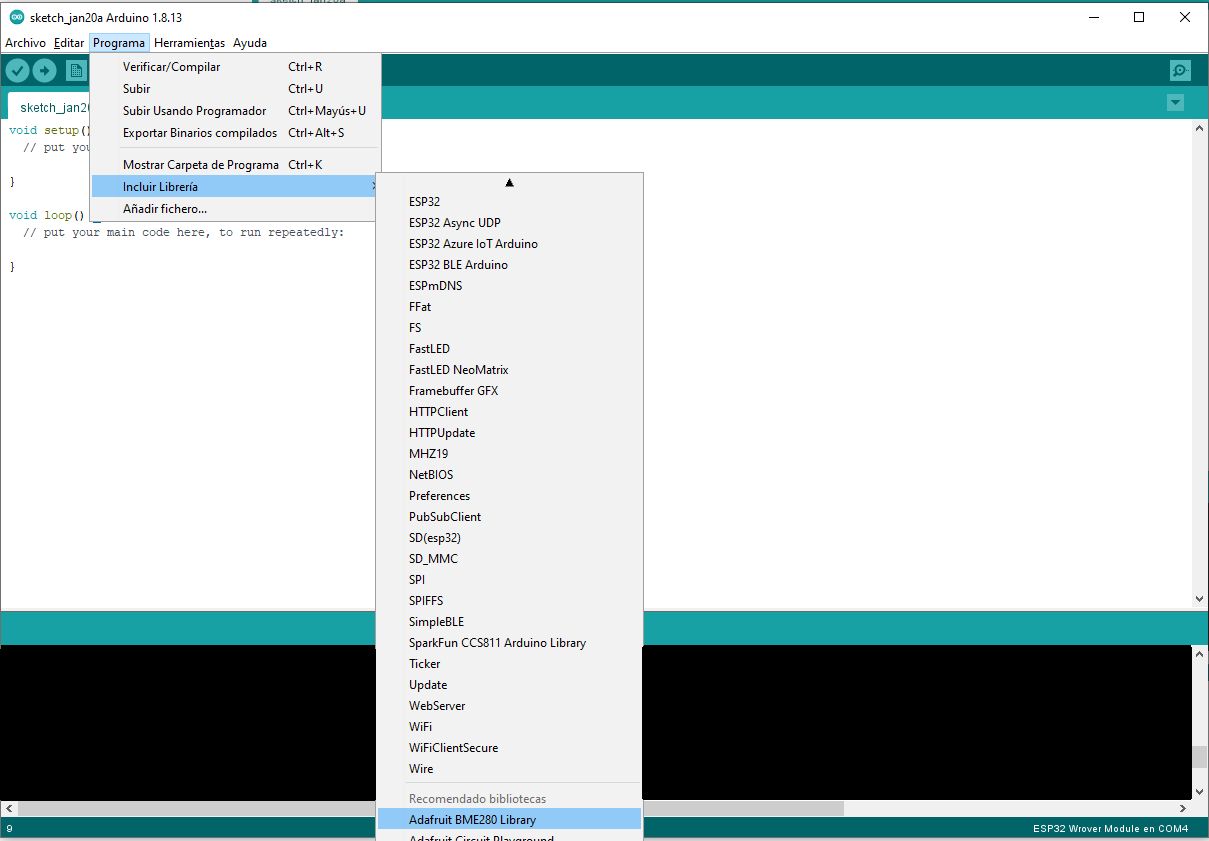 sketch_jan20a
sketch_jan20a Arduino 1.8.13
Archivo Editar Programa Herramientas Ayuda
Verificar/Compilar Ctrl+R
Subir Ctrl+U
Subir Usando Programador Ctrl+Mayús+U
Exportar Binarios compilados Ctrl+Alt+S
Mostrar Carpeta de Programa Ctrl+K
Incluir Librería
Añadir fichero...
sketch_jan20
void setup()
// put you
}
void loop()
// put your main code here, to run repeatedly:
}
ESP32
ESP32 Async UDP
ESP32 Azure IoT Arduino
ESP32 BLE Arduino
ESPmDNS
FFat
FS
FastLED
FastLED NeoMatrix
Framebuffer GFX
HTTPClient
HTTPUpdate
MHZ19
NetBIOS
Preferences
PubSubClient
SD(esp32)
SD_MMC
SPI
SPIFFS
SimpleBLE
SparkFun CCS811 Arduino Library
Ticker
Update
WebServer
WiFi
WiFiClientSecure
Wire
Recomendado bibliotecas
Adafruit BME280 Library
Adafruit Circuit Playground
9
ESP32 Wrover Module en COM4